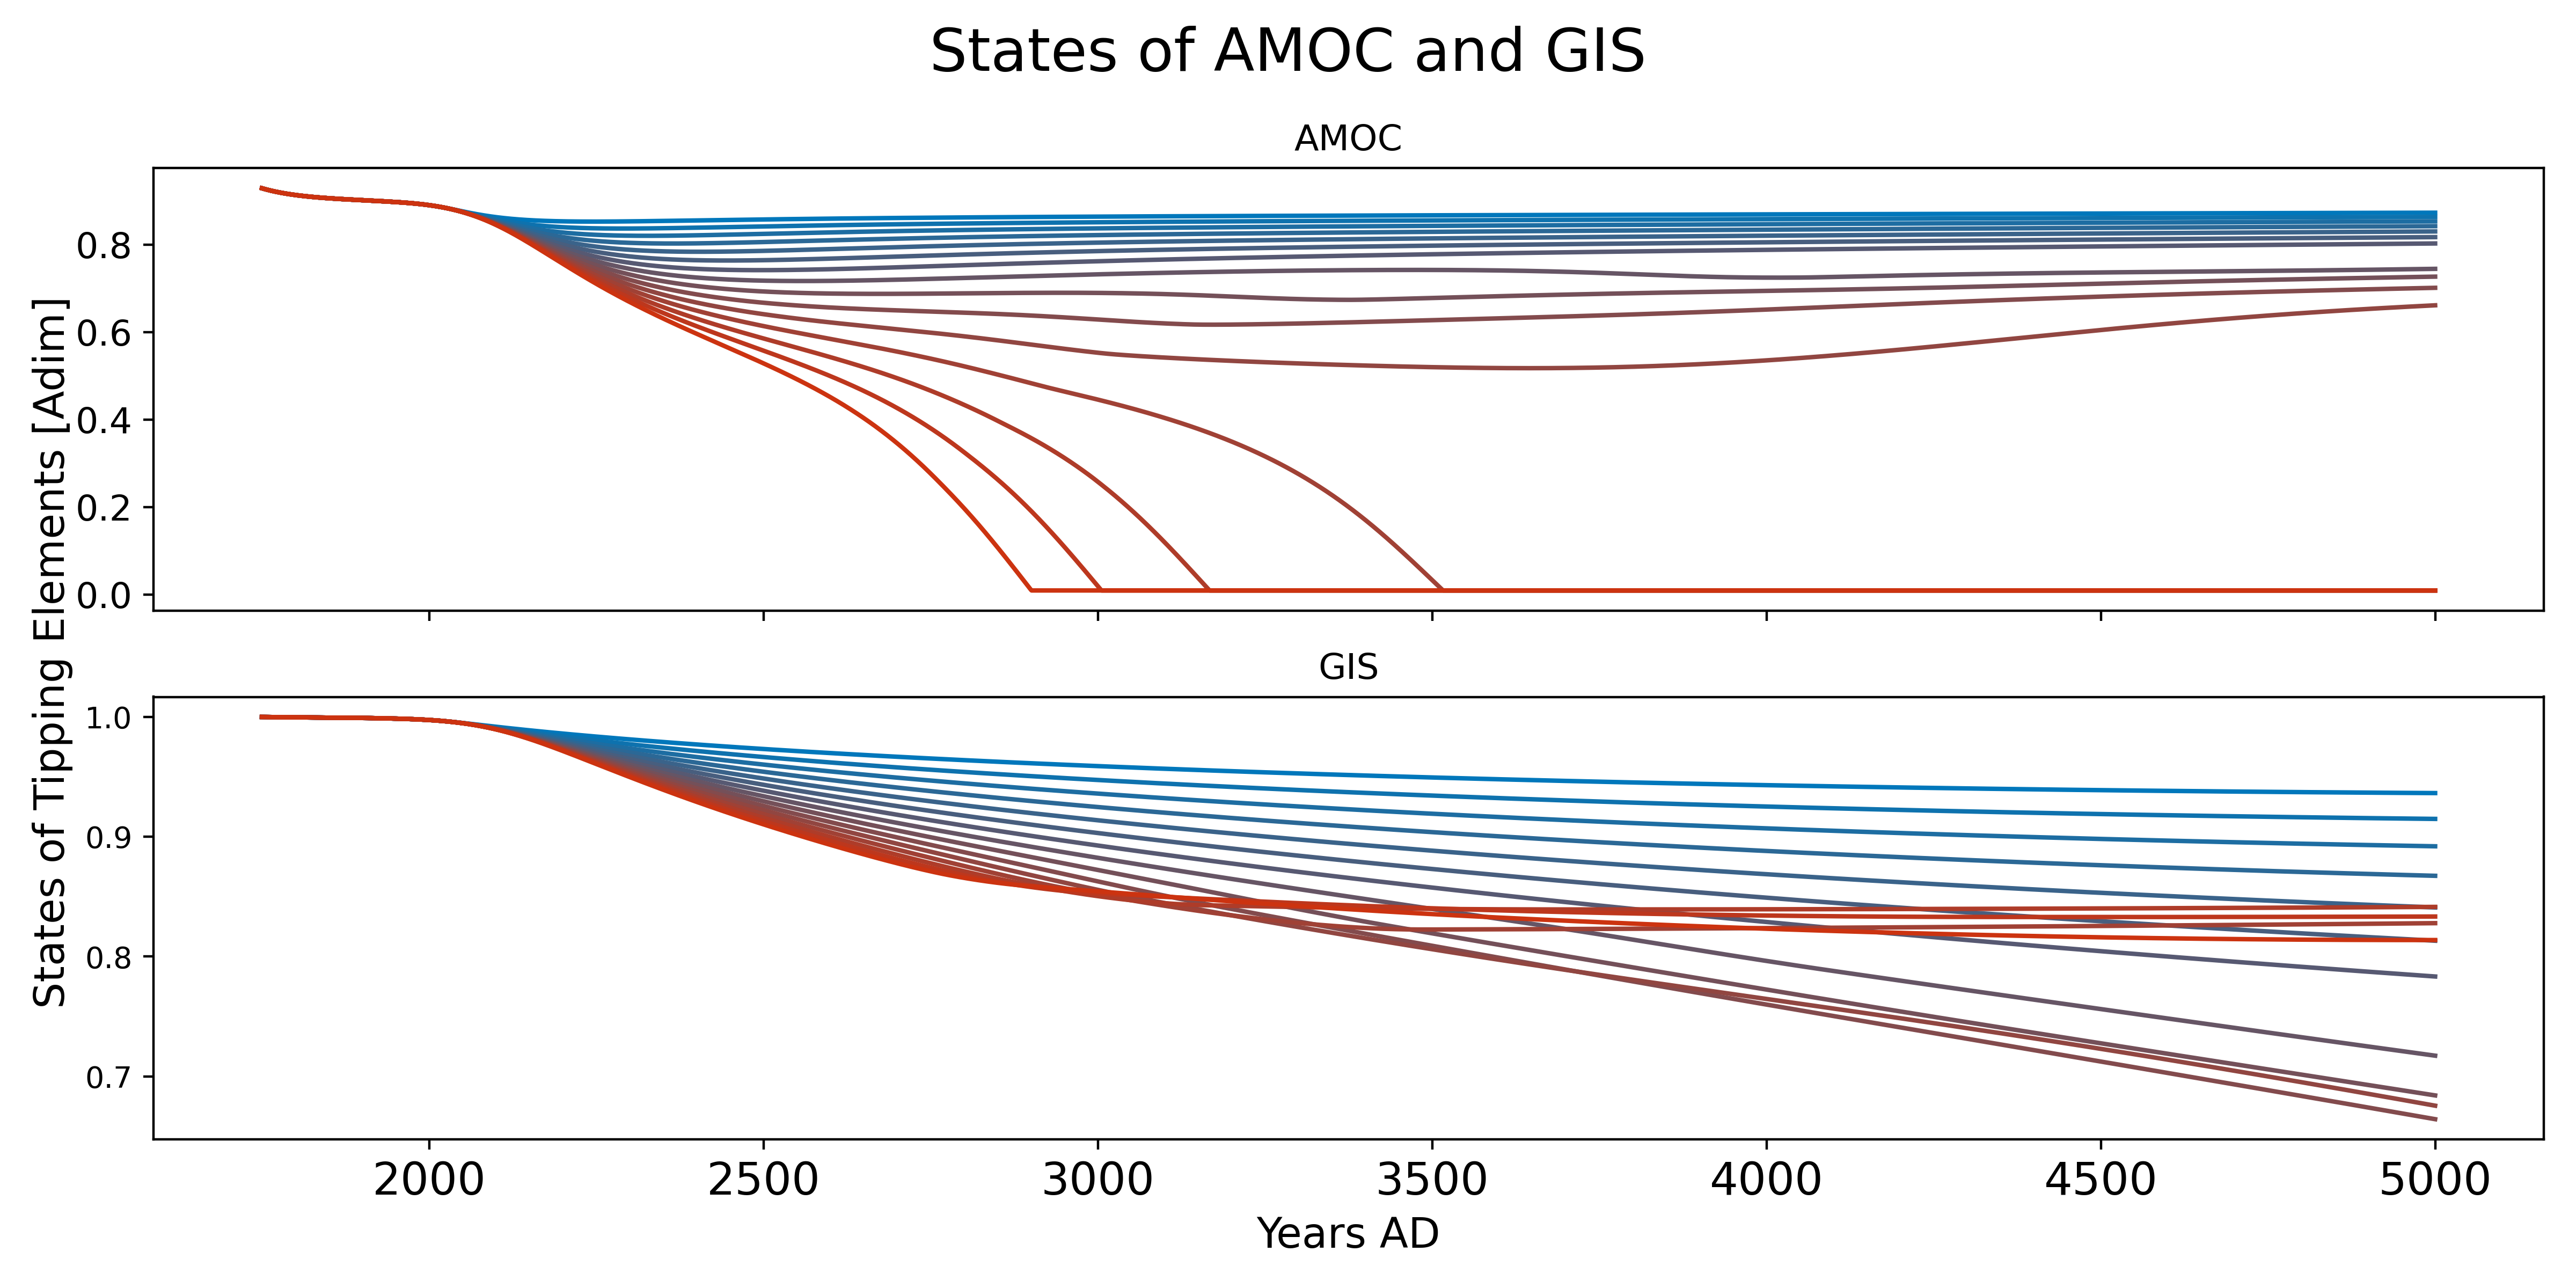 States of AMOC and GIS
AMOC
0.8
0.6
0.4
0.2
0.0
States of Tipping Elements [Adim]
GIS
1.0
0.9
0.8
0.7
2000 2500 3000 3500 4000 4500 5000
Years AD